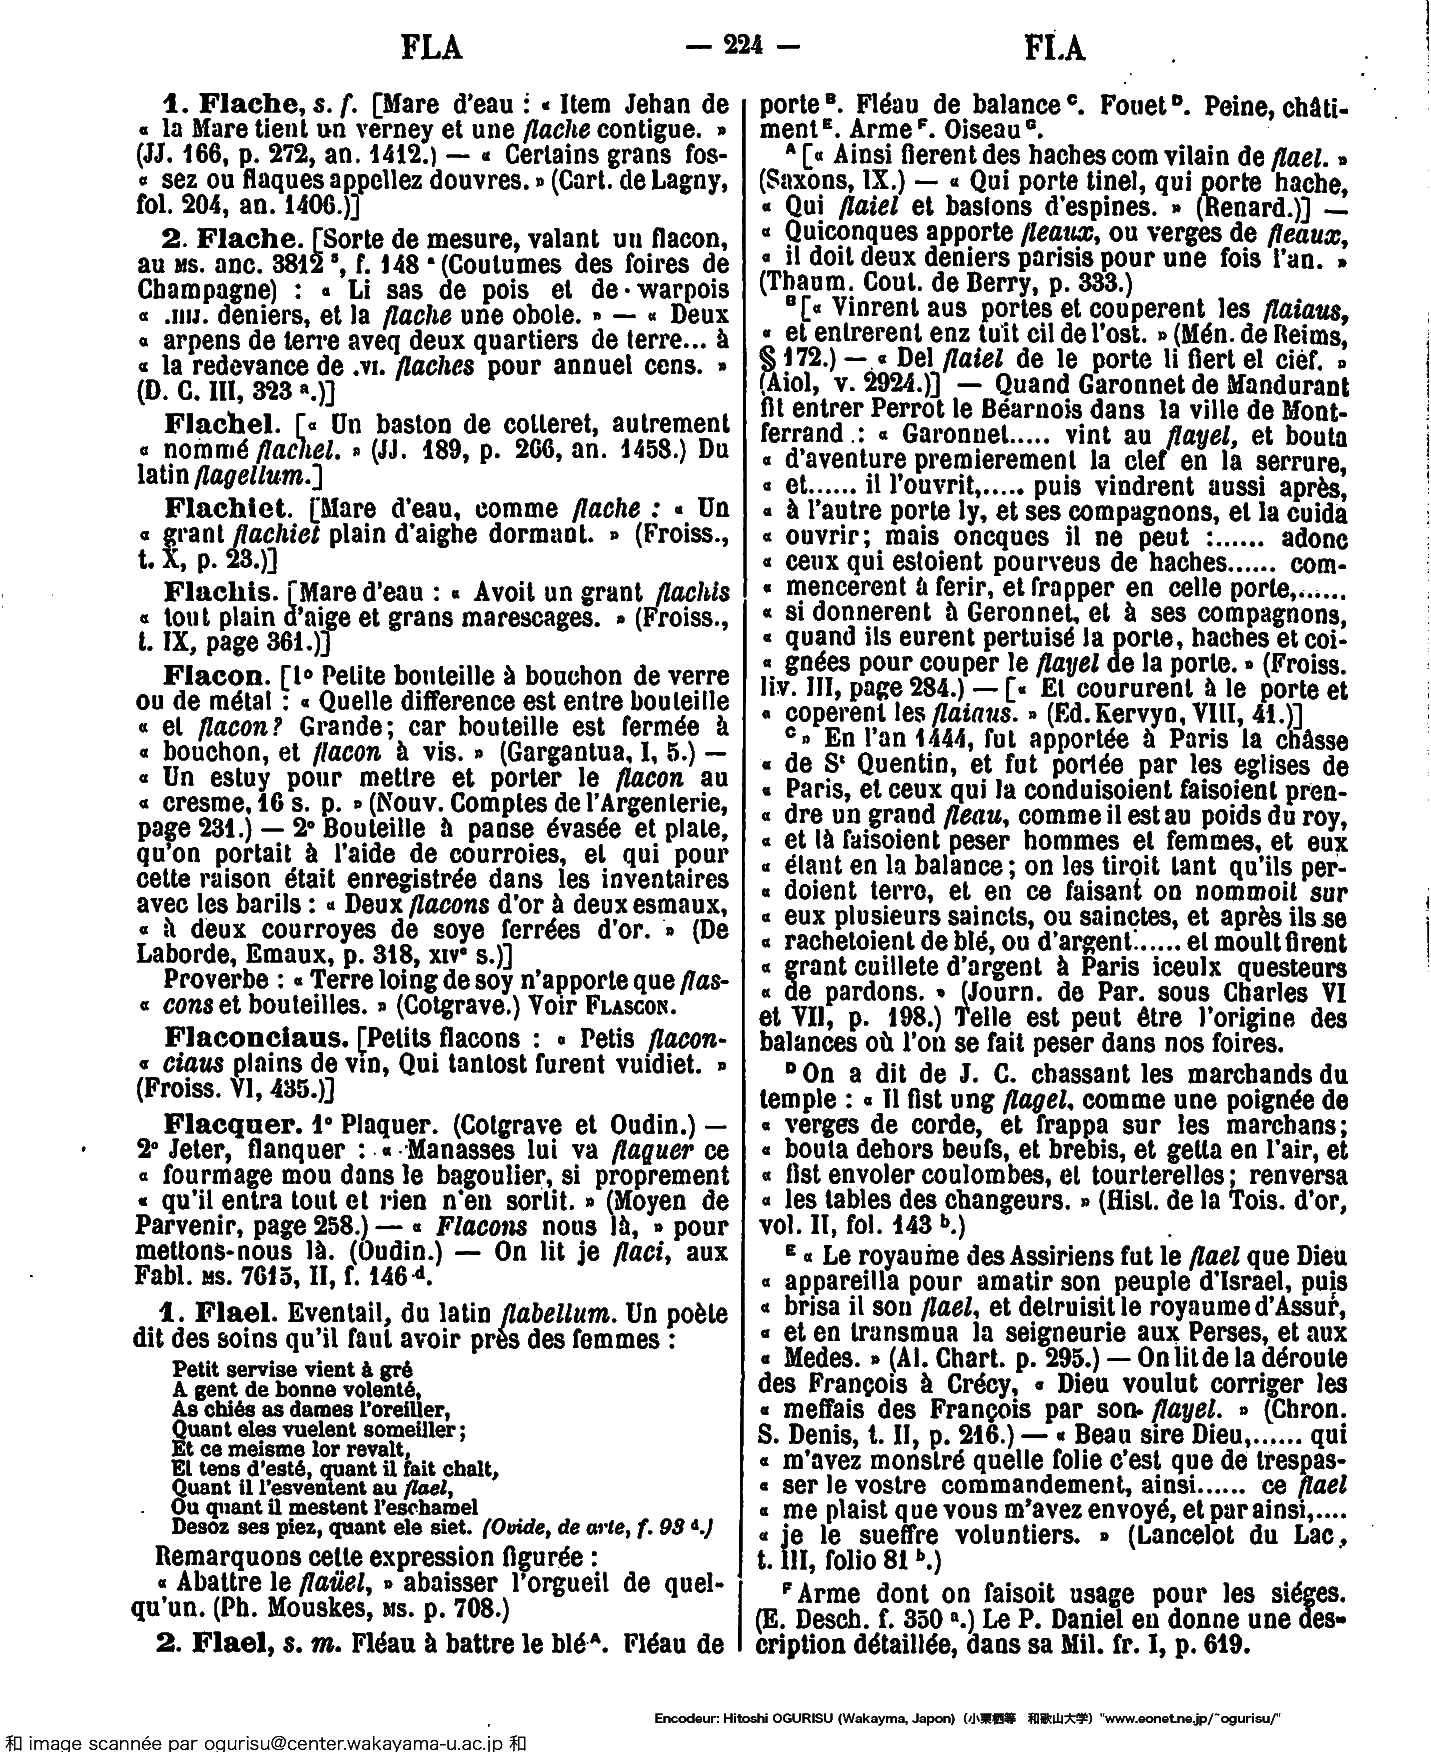 FLA — 224 — FLA
1. Flache, s. f. [Mare d'eau : « Item Jehan de
« la Mare tient un verney et une flache contigue. »
(JJ. 166, p. 272, an. 1412.) — « Certains grans fos-
« sez ou flaques appellez douvres. » (Cart. de Lagny,
fol. 204, an. 1406.)]
2. Flache. [Sorte de mesure, valant un flacon,
au MS. anc. 3812 5, f. 148 a (Coutumes des foires de
Champagne) : « Li sas de pois et de warpois
« .IIIJ. deniers, et la flache une obole. » — « Deux
« arpens de terre aveq deux quartiers de terre... à
« la redevance de .VI. flaches pour annuel cens. »
(D. C. III, 323 a.)]
Flachel. [« Un baston de colleret, autrement
« nommé flachel. » (JJ. 189, p. 266, an. 1458.) Du
latin flagellum.]
Flachiet. [Mare d'eau, comme flache : « Un
« grant flachiet plain d'aighe dormant. » (Froiss.,
t. X, p. 23.)]
Flachis. [Mare d'eau : « Avoit un grant flachis
« tout plain d'aige et grans marescages. » (Froiss.,
t. IX, page 361.)]
Flacon. [1º Petite bouteille à bouchon de verre
ou de métal : « Quelle difference est entre bouteille
« et flacon? Grande; car bouteille est fermée à
« bouchon, et flacon à vis. » (Gargantua, I, 5.) —
« Un estuy pour mettre et porter le flacon au
« cresme, 16 s. p. » (Nouv. Comptes de l'Argenterie,
page 231.) — 2º Bouteille à panse évasée et plate,
qu'on portait à l'aide de courroies, et qui pour
cette raison était enregistrée dans les inventaires
avec les barils : « Deux flacons d'or à deux esmaux,
« à deux courroyes de soye ferrées d'or. » (De
Laborde, Emaux, p. 318, XIVe s.)]
Proverbe : « Terre loing de soy n'apporte que flas-
« cons et bouteilles. » (Cotgrave.) Voir FLASCON.
Flaconciaus. [Petits flacons : « Petis flacon-
« ciaus plains de vin, Qui tantost furent vuidiet. »
(Froiss. VI, 435.)]
Flacquer. 1º Plaquer. (Cotgrave et Oudin.) —
2º Jeter, flanquer : « Manasses lui va flaquer ce
« fourmage mou dans le bagoulier, si proprement
« qu'il entra tout et rien n'en sortit. » (Moyen de
Parvenir, page 258.) — « Flacons nous là, » pour
mettons-nous là. (Oudin.) — On lit je flaci, aux
Fabl. MS. 7615, II, f. 146 d.
1. Flael. Eventail, du latin flabellum. Un poète
dit des soins qu'il faut avoir près des femmes :
Petit servise vient à gré
A gent de bonne volenté,
As chiés as dames l'oreiller,
Quant eles vuelent someiller;
Et ce meisme lor revalt,
El tens d'esté, quant il fait chalt,
Quant il l'esventent au flael,
Ou quant il mestent l'eschamel
Desoz ses piez, quant ele siet. (Ovide, de arte, f. 93 d.)
Remarquons cette expression figurée :
« Abattre le flaüel, » abaisser l'orgueil de quel-
qu'un. (Ph. Mouskes, MS. p. 708.)
2. Flael, s. m. Fléau à battre le blé A. Fléau de
porte B. Fléau de balance C. Fouet D. Peine, châti-
ment E. Arme F. Oiseau G.
A [« Ainsi fierent des haches com vilain de flael. »
(Saxons, IX.) — « Qui porte tinel, qui porte hache,
« Qui flaiel et bastons d'espines. » (Renard.)] —
« Quiconques apporte fleaux, ou verges de fleaux,
« il doit deux deniers parisis pour une fois l'an. »
(Thaum. Cout. de Berry, p. 333.)
B [« Vinrent aus portes et couperent les flaiaus,
« et entrerent enz tuit cil de l'ost. » (Mén. de Reims,
§ 172.) — « Del flaiel de le porte li fiert el cief. »
(Aiol, v. 2924.)] — Quand Garonnet de Mandurant
fit entrer Perrot le Béarnois dans la ville de Mont-
ferrand : « Garonnet..... vint au flayel, et bouta
« d'aventure premierement la clef en la serrure,
« et...... il l'ouvrit,..... puis vindrent aussi après,
« à l'autre porte ly, et ses compagnons, et la cuida
« ouvrir; mais oncques il ne peut :...... adonc
« ceux qui estoient pourveus de haches...... com-
« mencerent à ferir, et frapper en celle porte,......
« si donnerent à Geronnet, et à ses compagnons,
« quand ils eurent pertuisé la porte, haches et coi-
« gnées pour couper le flayel de la porte. » (Froiss.
liv. III, page 284.) — [« Et coururent à le porte et
« coperent les flaiaus. » (Ed. Kervyn, VIII, 41.)]
C » En l'an 1444, fut apportée à Paris la châsse
« de St Quentin, et fut portée par les eglises de
« Paris, et ceux qui la conduisoient faisoient pren-
« dre un grand fleau, comme il est au poids du roy,
« et là faisoient peser hommes et femmes, et eux
« étant en la balance; on les tiroit tant qu'ils per-
« doient terre, et en ce faisant on nommoit sur
« eux plusieurs saincts, ou sainctes, et après ils se
« rachetoient de blé, ou d'argent:..... et moult firent
« grant cuillete d'argent à Paris iceulx questeurs
« de pardons. » (Journ. de Par. sous Charles VI
et VII, p. 198.) Telle est peut être l'origine des
balances où l'on se fait peser dans nos foires.
D On a dit de J. C. chassant les marchands du
temple : « Il fist ung flagel, comme une poignée de
« verges de corde, et frappa sur les marchans;
« bouta dehors beufs, et brebis, et getta en l'air, et
« fist envoler coulombes, et tourterelles; renversa
« les tables des changeurs. » (Hist. de la Tois. d'or,
vol. II, fol. 143 b.)
E « Le royaume des Assiriens fut le flael que Dieu
« appareilla pour amatir son peuple d'Israel, puis
« brisa il son flael, et detruisit le royaume d'Assur,
« et en transmua la seigneurie aux Perses, et aux
« Medes. » (Al. Chart. p. 295.) — On lit de la déroute
des François à Crécy, « Dieu voulut corriger les
« meffais des François par son flayel. » (Chron.
S. Denis, t. II, p. 216.) — « Beau sire Dieu,...... qui
« m'avez monstré quelle folie c'est que de trespas-
« ser le vostre commandement, ainsi...... ce flael
« me plaist que vous m'avez envoyé, et par ainsi,....
« je le sueffre voluntiers. » (Lancelot du Lac,
t. III, folio 81 b.)
F Arme dont on faisoit usage pour les siéges.
(E. Desch. f. 350 a.) Le P. Daniel en donne une des-
cription détaillée, dans sa Mil. fr. I, p. 619.
Encodeur: Hitoshi OGURISU (Wakayma, Japon) (小栗栖等 和歌山大学) "www.eonet.ne.jp/~ogurisu/"
和 image scannée par ogurisu@center.wakayama-u.ac.jp 和